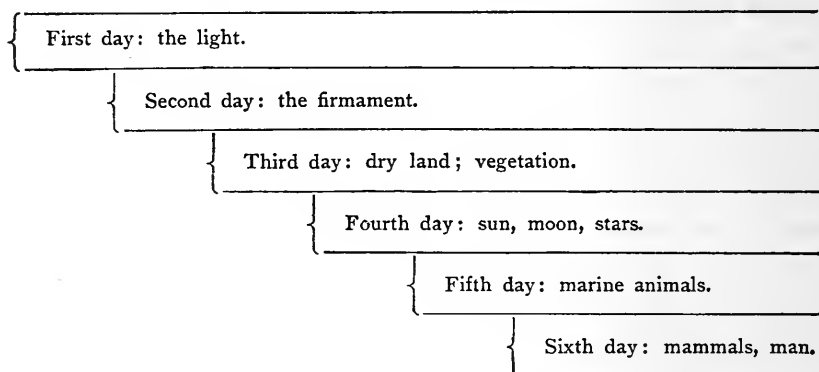 First day: the light.
Second day: the firmament.
Third day: dry land; vegetation.
Fourth day: sun, moon, stars.
Fifth day: marine animals.
Sixth day: mammals, man.